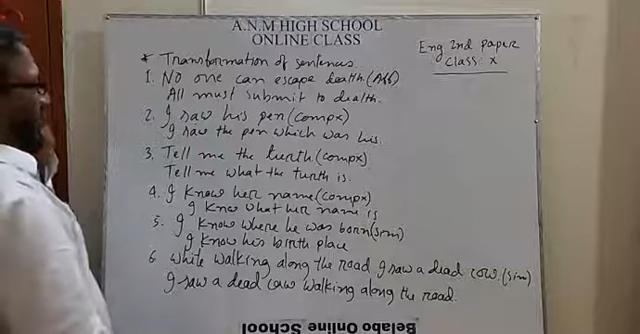 A.N.M HIGH SCHOOL
ONLINE CLASS
Eng 2nd paper
class: x
* Transformation of sentences.
1. No one can escape death. (Aff)
All must submit to death.
2. I saw his pen (compx)
I saw the pen which was his.
3. Tell me the turth (compx)
Tell me what the turth is.
4. I know her name (compx)
I know what her name is
5. I know where he was born (sim)
I know his birth place
6 While walking along the road I saw a dead cow. (sim)
I saw a dead cow walking along the road.
Belabo Online School